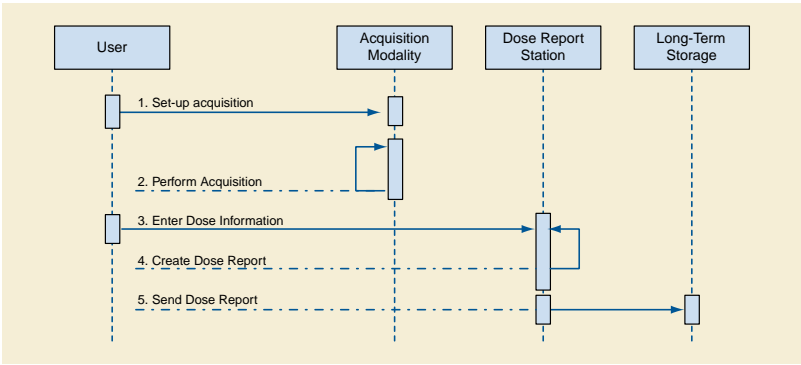 User
Acquisition
Modality
Dose Report
Station
Long-Term
Storage
1. Set-up acquisition
2. Perform Acquisition
3. Enter Dose Information
4. Create Dose Report
5. Send Dose Report